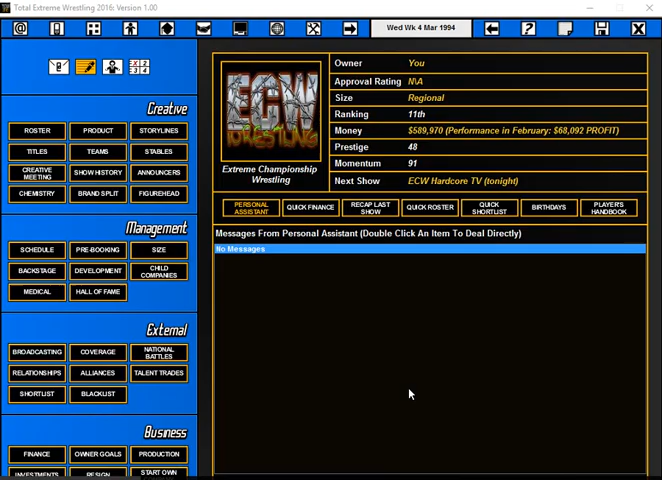 Total Extreme Wrestling 2016: Version 1.00
Wed Wk 4 Mar 1994
Creative
ROSTER PRODUCT STORYLINES
TITLES TEAMS STABLES
CREATIVE MEETING SHOW HISTORY ANNOUNCERS
CHEMISTRY BRAND SPLIT FIGUREHEAD
Management
SCHEDULE PRE-BOOKING SIZE
BACKSTAGE DEVELOPMENT CHILD COMPANIES
MEDICAL HALL OF FAME
External
BROADCASTING COVERAGE NATIONAL BATTLES
RELATIONSHIPS ALLIANCES TALENT TRADES
SHORTLIST BLACKLIST
Business
FINANCE OWNER GOALS PRODUCTION
INVESTMENTS RESIGN START OWN
ECW
WRESTLING
Extreme Championship
Wrestling
Owner You
Approval Rating N\A
Size Regional
Ranking 11th
Money $589,970 (Performance in February: $68,092 PROFIT)
Prestige 48
Momentum 91
Next Show ECW Hardcore TV (tonight)
PERSONAL ASSISTANT QUICK FINANCE RECAP LAST SHOW QUICK ROSTER QUICK SHORTLIST BIRTHDAYS PLAYER'S HANDBOOK
Messages From Personal Assistant (Double Click An Item To Deal Directly)
No Messages